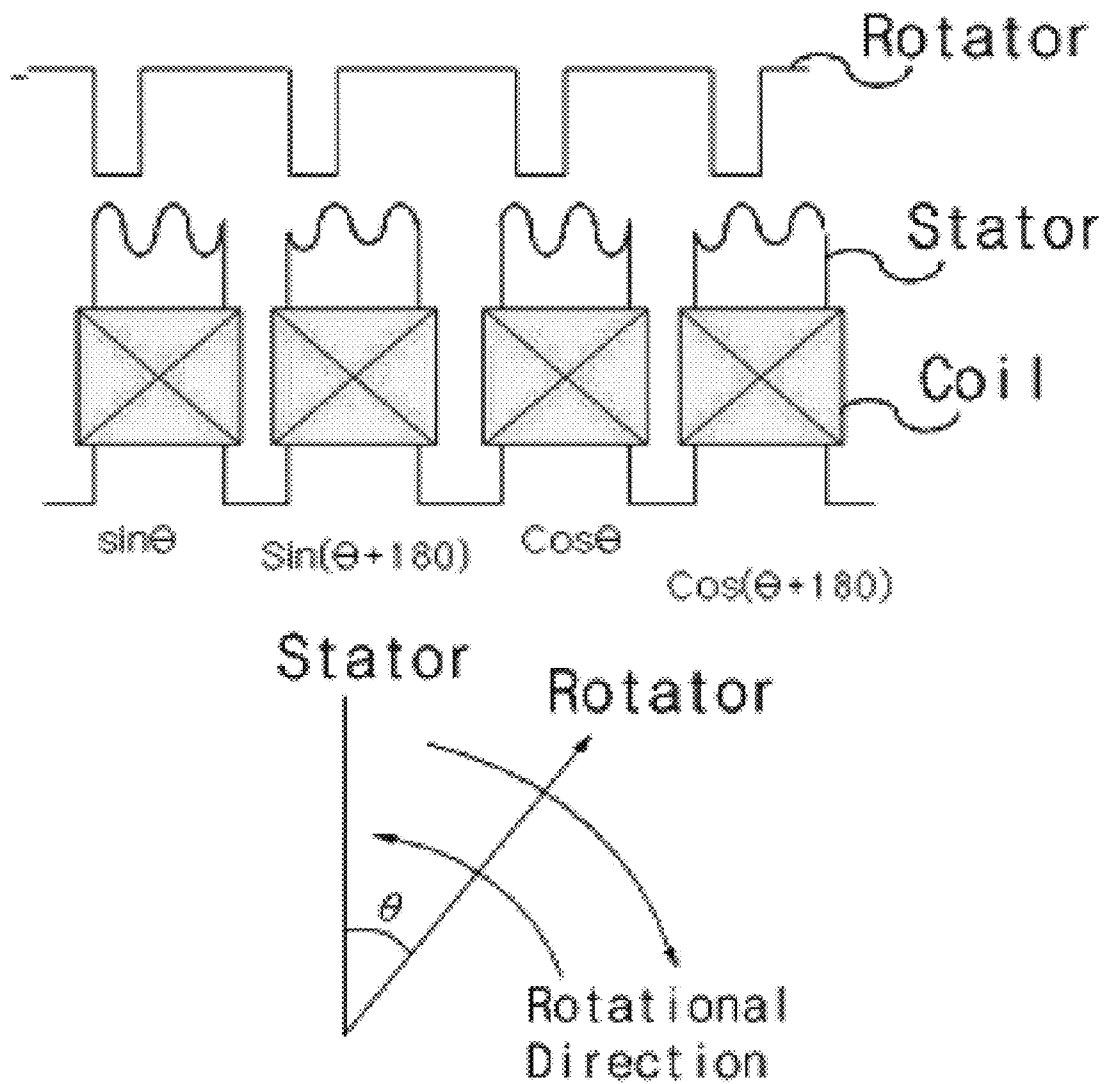 Rotator
Stator
Coil
sinθ
Sin(θ+180)
Cosθ
Cos(θ+180)
Stator
Rotator
θ
Rotational
Direction